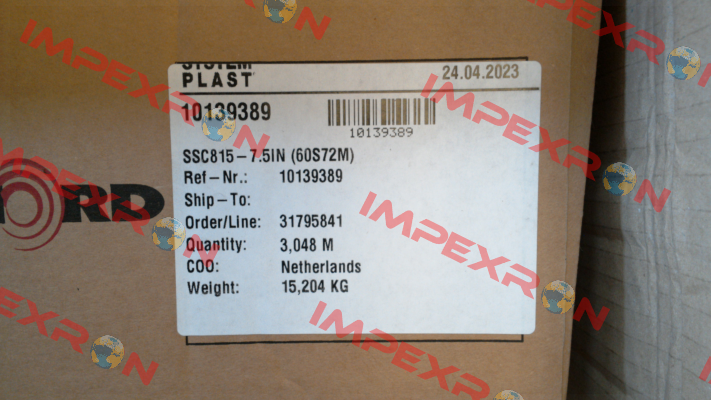 SYSTEM
PLAST
24.04.2023
10139389
10139389
SSC815-7.5IN (60S72M)
Ref-Nr.: 10139389
Ship-To:
Order/Line: 31795841
Quantity: 3,048 M
COO: Netherlands
Weight: 15,204 KG
IMPEXRON
IMPEXRON
IMPEXRON
IMPEXRON
IMPEXRON